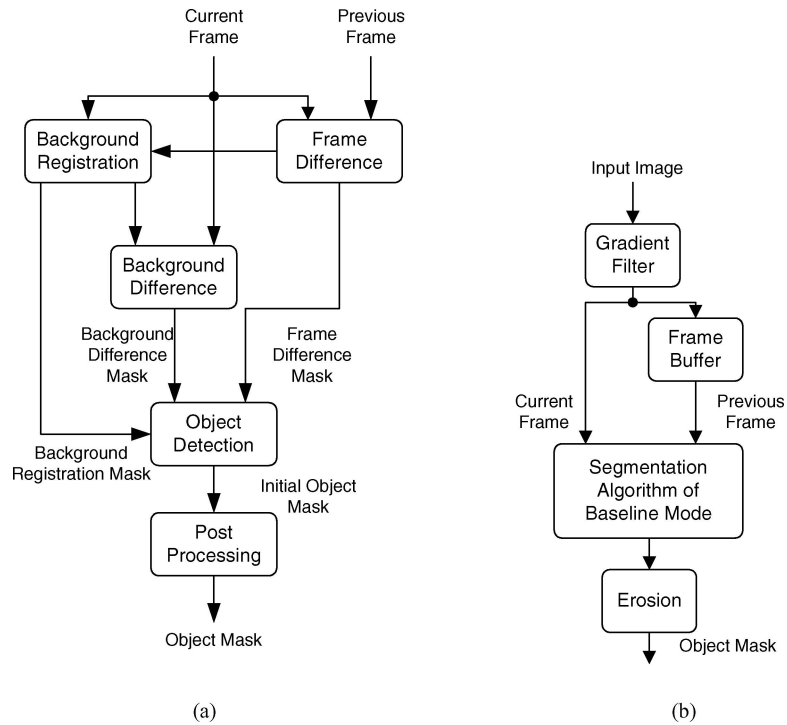 Current
Frame
Previous
Frame
Background
Registration
Frame
Difference
Background
Difference
Background
Difference
Mask
Frame
Difference
Mask
Object
Detection
Background
Registration Mask
Initial Object
Mask
Post
Processing
Object Mask
(a)
Input Image
Gradient
Filter
Frame
Buffer
Current
Frame
Previous
Frame
Segmentation
Algorithm of
Baseline Mode
Erosion
Object Mask
(b)